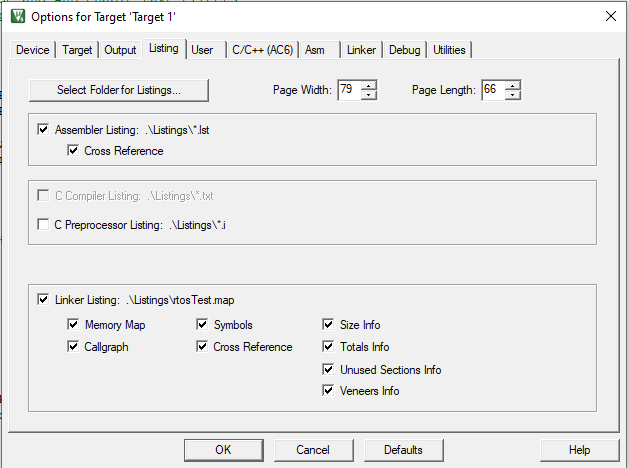 Options for Target 'Target 1'
Device Target Output Listing User C/C++ (AC6) Asm Linker Debug Utilities
Select Folder for Listings... Page Width: 79 Page Length: 66
Assembler Listing: .\Listings\*.lst
Cross Reference
C Compiler Listing: .\Listings\*.txt
C Preprocessor Listing: .\Listings\*.i
Linker Listing: .\Listings\rtosTest.map
Memory Map Symbols Size Info
Callgraph Cross Reference Totals Info
Unused Sections Info
Veneers Info
OK Cancel Defaults Help